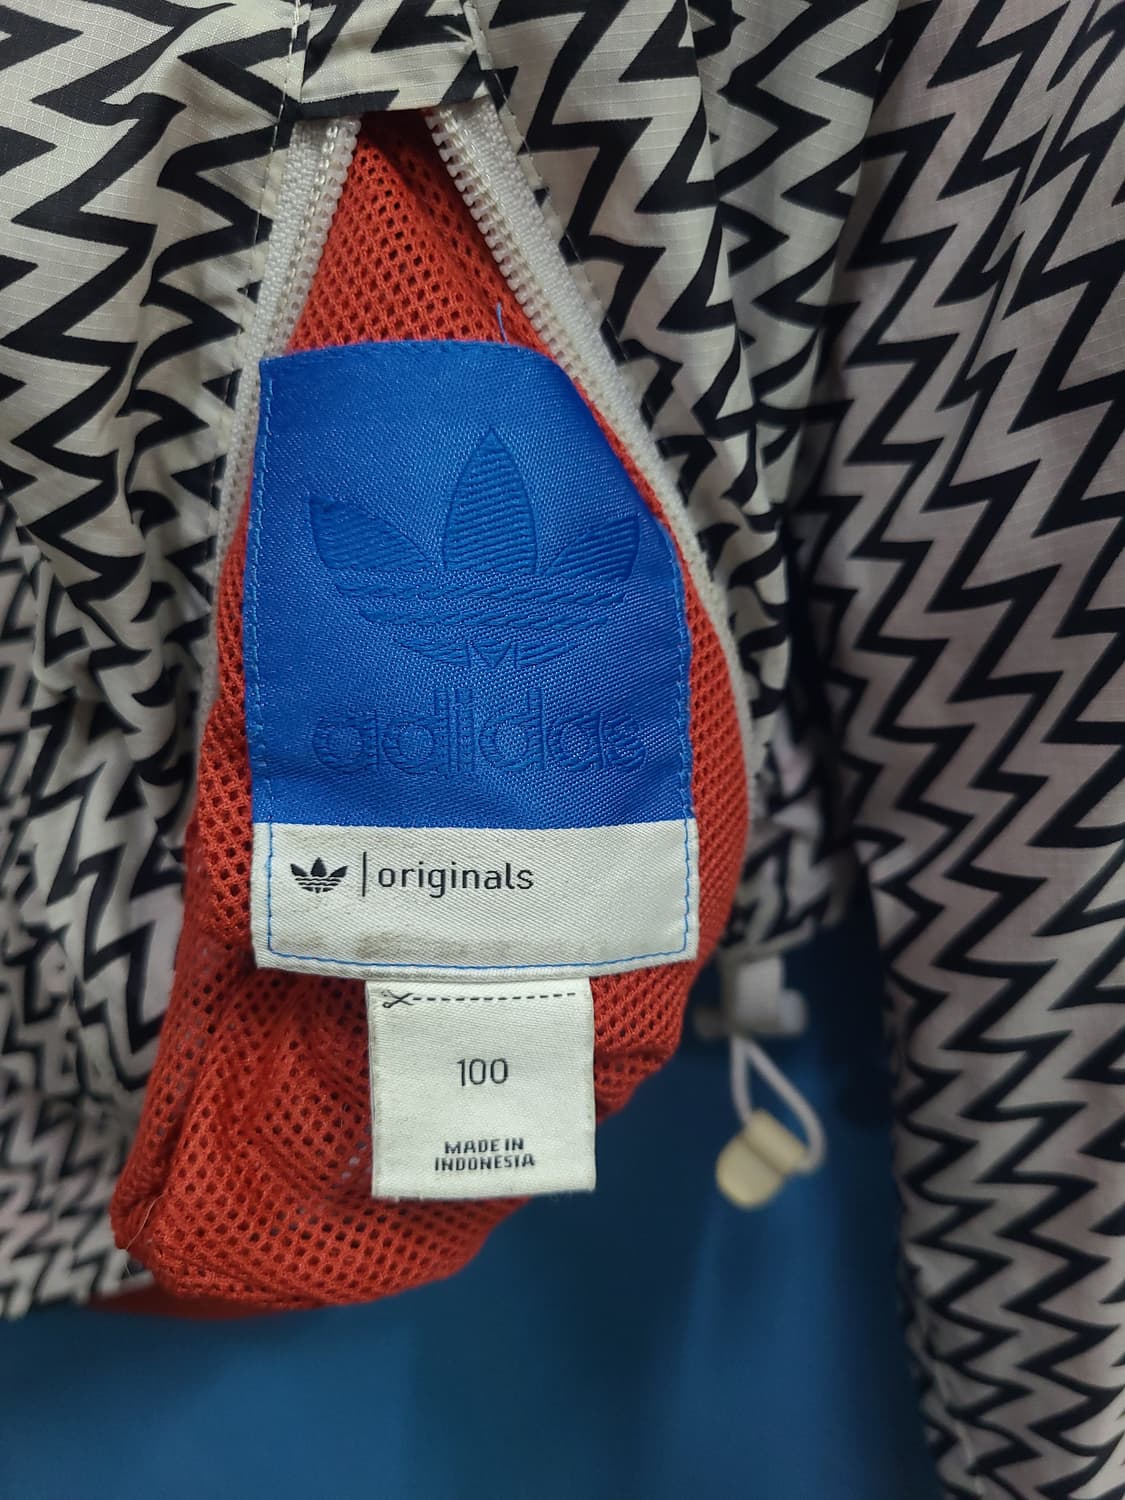 adidas
| originals
100
MADE IN
INDONESIA